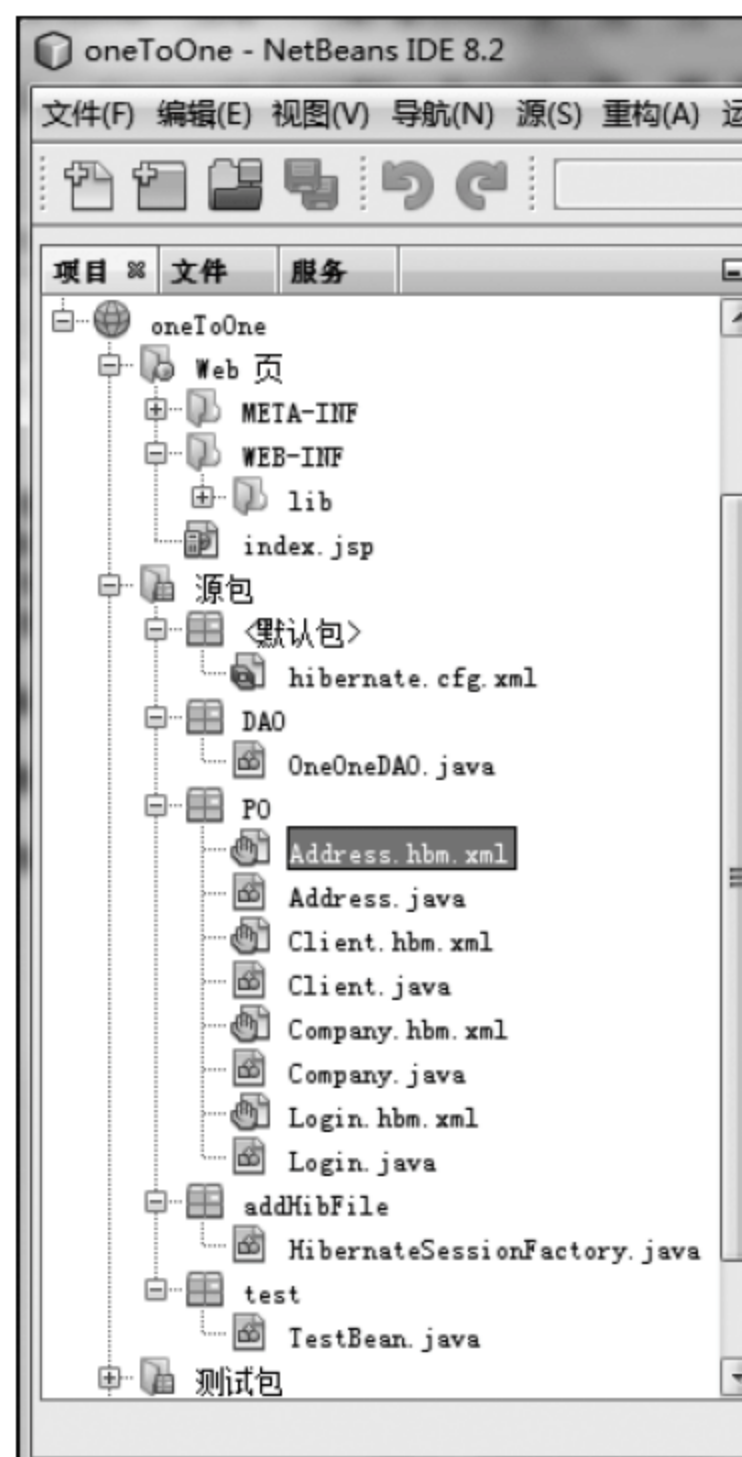 oneToOne - NetBeans IDE 8.2
文件(F) 编辑(E) 视图(V) 导航(N) 源(S) 重构(A) 运
项目 文件 服务
oneToOne
Web 页
META-INF
WEB-INF
lib
index.jsp
源包
<默认包>
hibernate.cfg.xml
DAO
OneOneDAO.java
PO
Address.hbm.xml
Address.java
Client.hbm.xml
Client.java
Company.hbm.xml
Company.java
Login.hbm.xml
Login.java
addHibFile
HibernateSessionFactory.java
test
TestBean.java
测试包